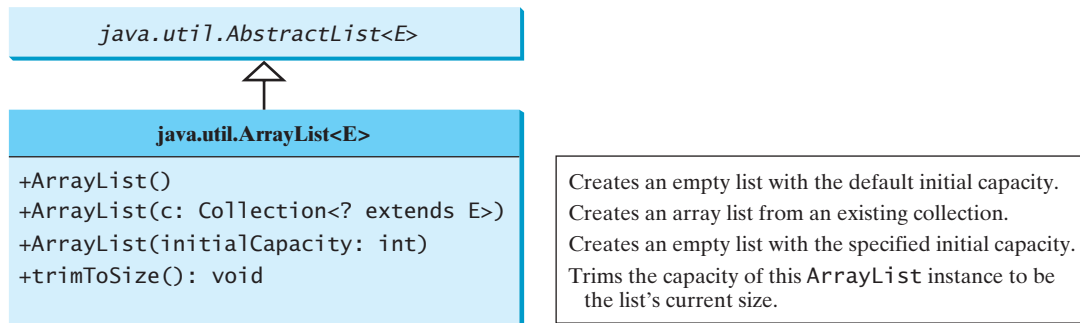 java.util.AbstractList<E>
java.util.ArrayList<E>
+ArrayList()
+ArrayList(c: Collection<? extends E>)
+ArrayList(initialCapacity: int)
+trimToSize(): void
Creates an empty list with the default initial capacity.
Creates an array list from an existing collection.
Creates an empty list with the specified initial capacity.
Trims the capacity of this ArrayList instance to be
the list's current size.